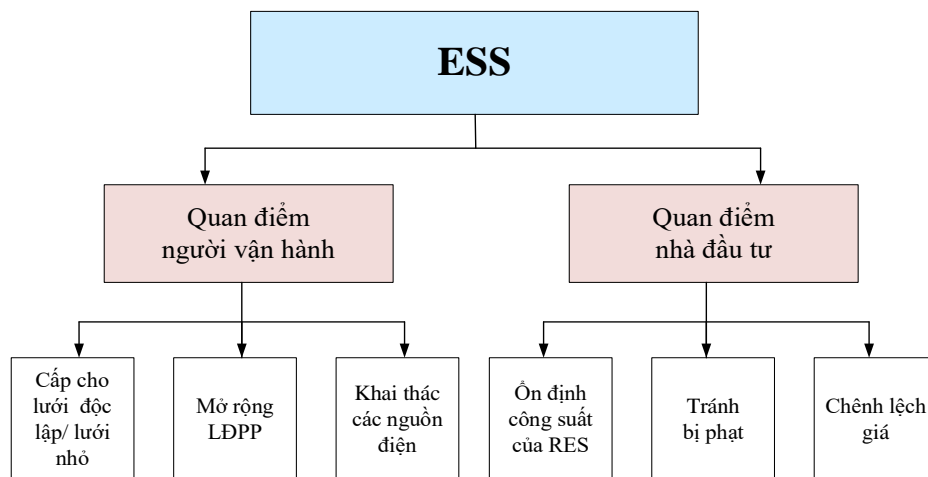 ESS
Quan điểm
người vận hành
Quan điểm
nhà đầu tư
Cấp cho
lưới độc
lập/ lưới
nhỏ
Mở rộng
LĐPP
Khai thác
các nguồn
điện
Ổn định
công suất
của RES
Tránh
bị phạt
Chênh lệch
giá